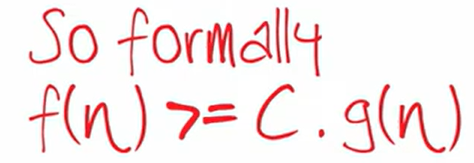 So formally
f(n) >= C . g(n)